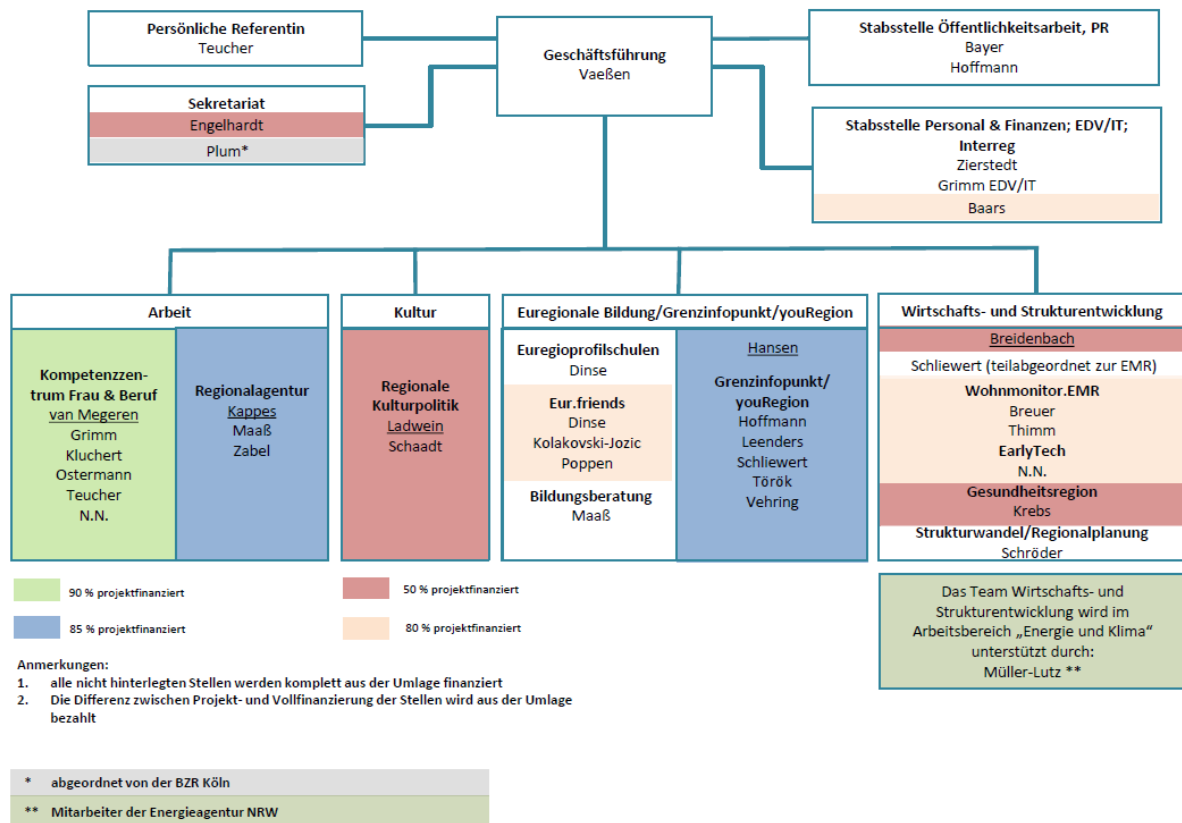 Persönliche Referentin
Teucher
Geschäftsführung
Vaeßen
Stabsstelle Öffentlichkeitsarbeit, PR
Bayer
Hoffmann
Sekretariat
Engelhardt
Plum*
Stabsstelle Personal & Finanzen; EDV/IT;
Interreg
Zierstedt
Grimm EDV/IT
Baars
Arbeit
Kompetenzzen-
trum Frau & Beruf
van Megeren
Grimm
Kluchert
Ostermann
Teucher
N.N.
Regionalagentur
Kappes
Maaß
Zabel
Kultur
Regionale
Kulturpolitik
Ladwein
Schaadt
Euregionale Bildung/Grenzinfopunkt/youRegion
Euregioprofilschulen
Dinse
Eur.friends
Dinse
Kolakovski-Jozic
Poppen
Bildungsberatung
Maaß
Hansen
Grenzinfopunkt/
youRegion
Hoffmann
Leenders
Schliewert
Török
Vehring
Wirtschafts- und Strukturentwicklung
Breidenbach
Schliewert (teilabgeordnet zur EMR)
Wohnmonitor.EMR
Breuer
Thimm
EarlyTech
N.N.
Gesundheitsregion
Krebs
Strukturwandel/Regionalplanung
Schröder
Das Team Wirtschafts- und
Strukturentwicklung wird im
Arbeitsbereich „Energie und Klima“
unterstützt durch:
Müller-Lutz **
90 % projektfinanziert
50 % projektfinanziert
85 % projektfinanziert
80 % projektfinanziert
Anmerkungen:
1. alle nicht hinterlegten Stellen werden komplett aus der Umlage finanziert
2. Die Differenz zwischen Projekt- und Vollfinanzierung der Stellen wird aus der Umlage
bezahlt
* abgeordnet von der BZR Köln
** Mitarbeiter der Energieagentur NRW